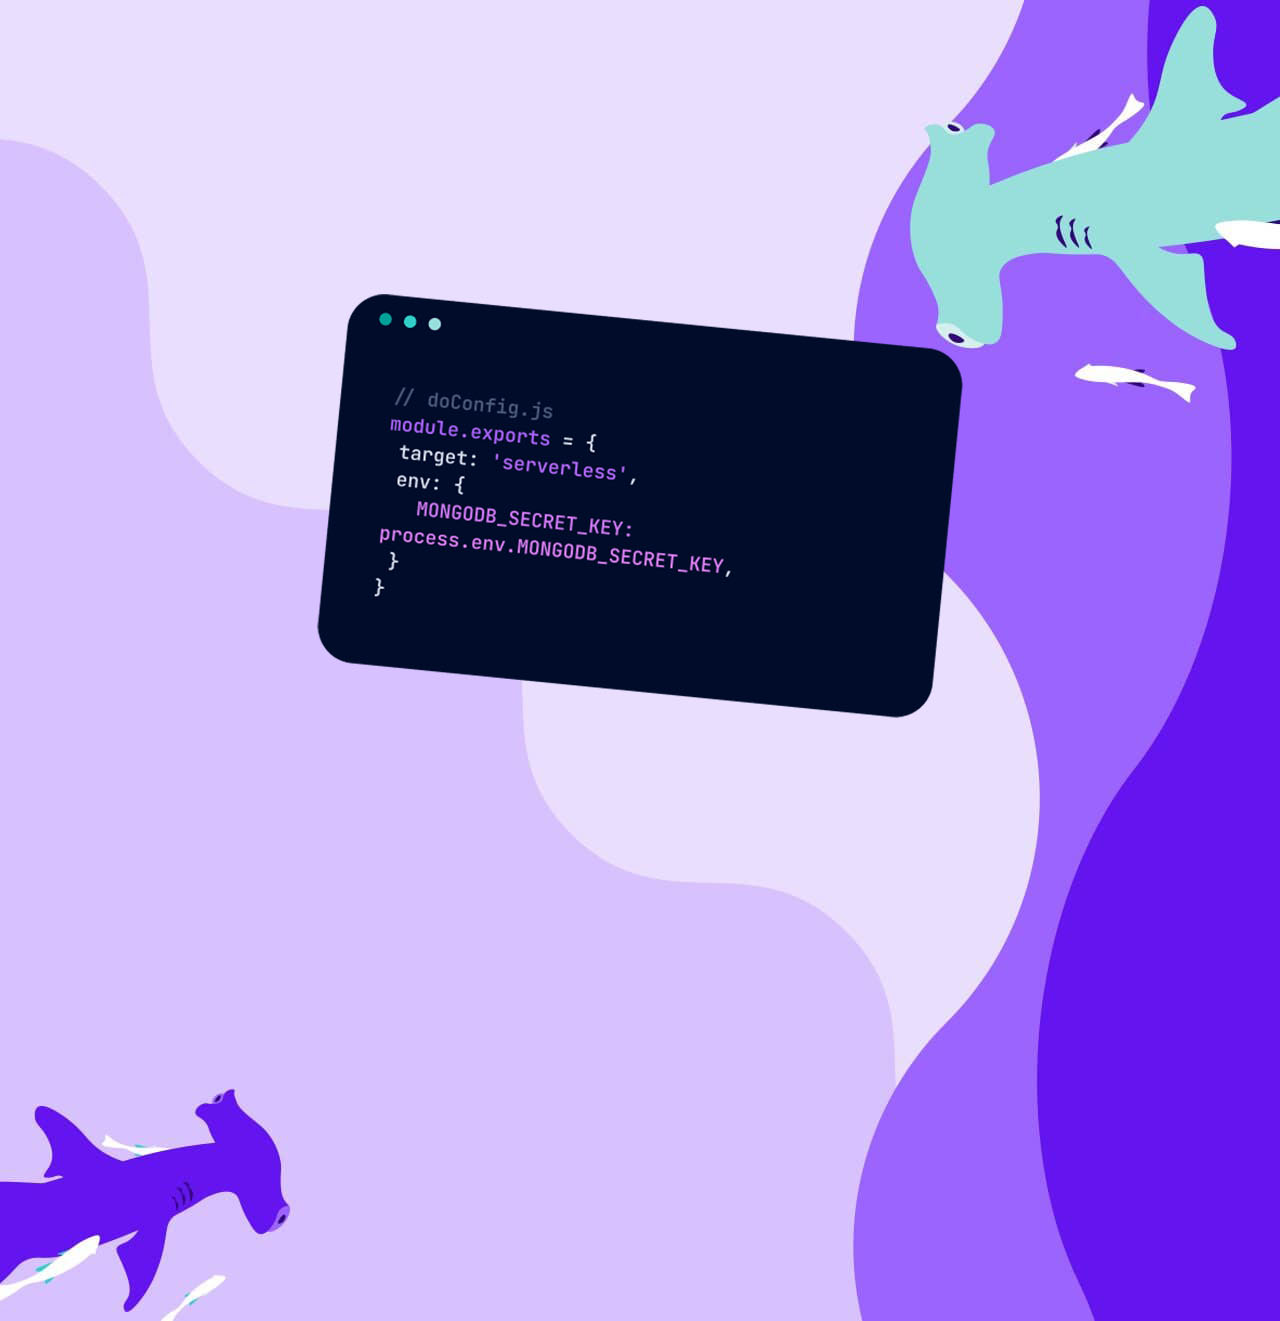 // doConfig.js
module.exports = {
target: 'serverless',
env: {
MONGODB_SECRET_KEY:
process.env.MONGODB_SECRET_KEY,
}
}